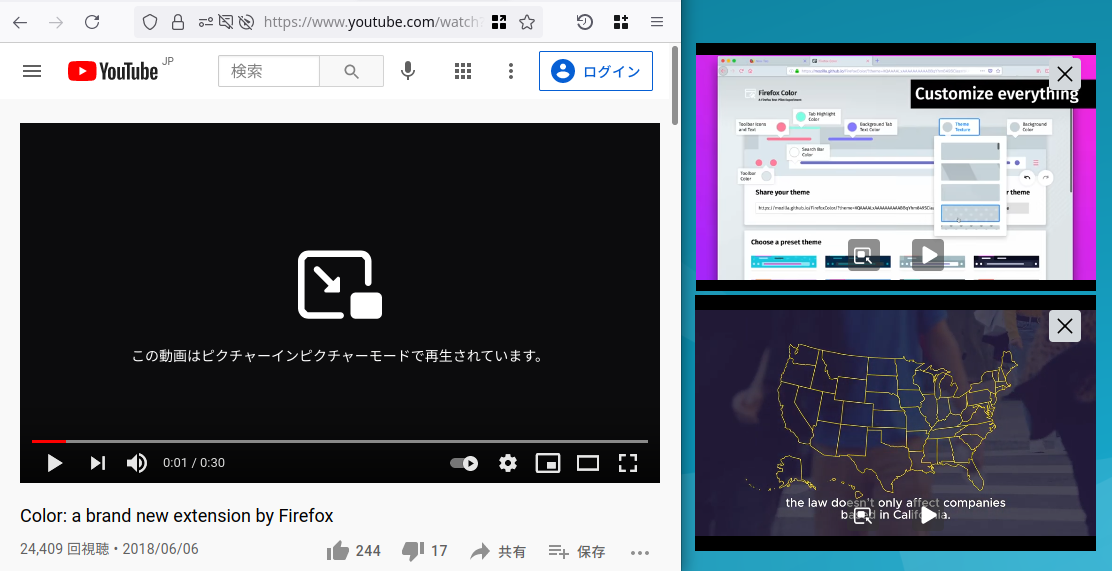 https://www.youtube.com/watch?
YouTube JP
検索
ログイン
この動画はピクチャーインピクチャーモードで再生されています。
0:01 / 0:30
Color: a brand new extension by Firefox
24,409 回視聴 • 2018/06/06
244
17
共有
保存
Firefox Color
Customize everything
Toolbar Icons and Text
Tab Highlight Color
Background Tab Text Color
Theme Texture
Background Color
Search Bar Color
Toolbar Color
Share your theme
Choose a preset theme
the law doesn't only affect companies
based in California.